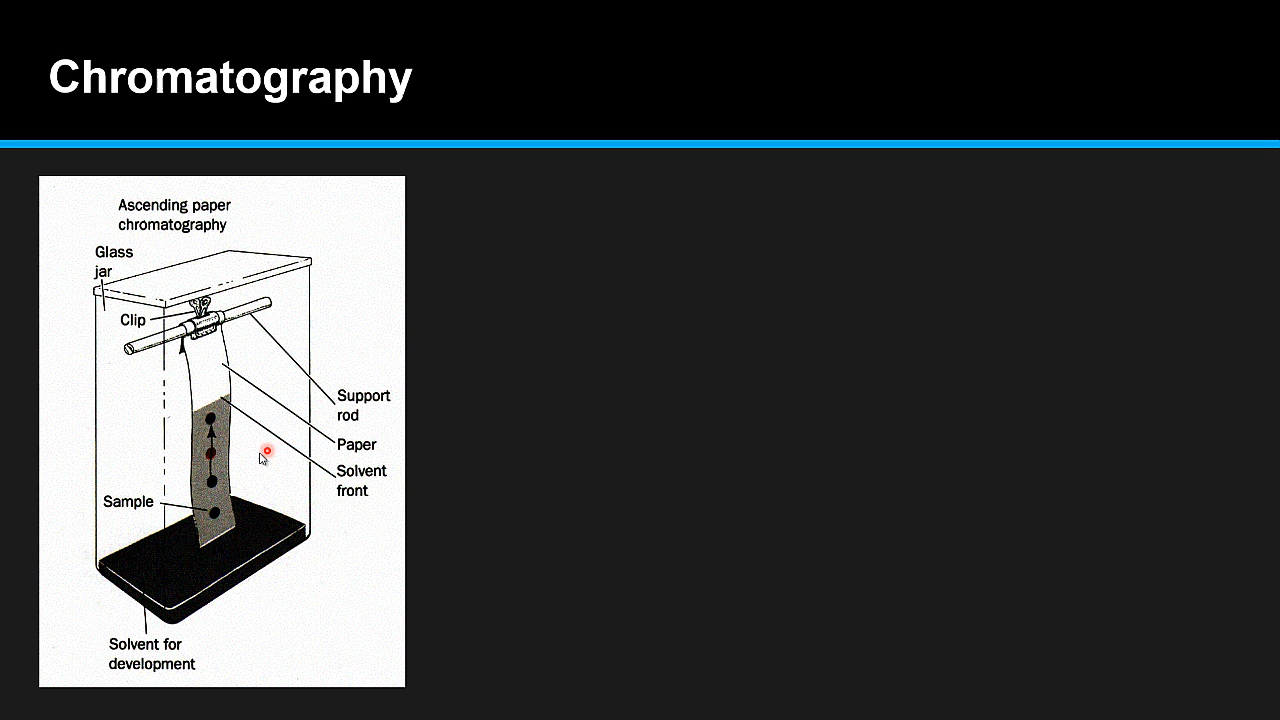 Chromatography
Ascending paper
chromatography
Glass
jar
Clip
Support
rod
Paper
Solvent
front
Sample
Solvent for
development